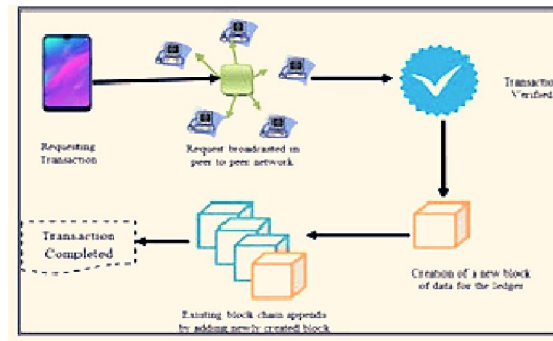 Requesting
Transaction
Request broadcasted in
peer to peer network
Transaction
Verified
Creation of a new block
of data for the ledger
Existing block chain appends
by adding newly created block
Transaction
Completed